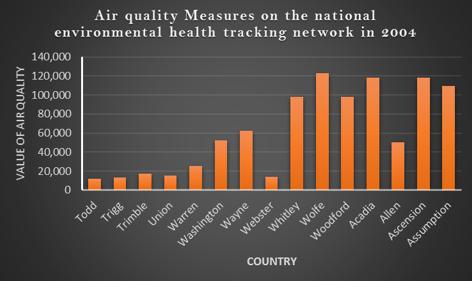 Air quality Measures on the national
environmental health tracking network in 2004
VALUE OF AIR QUALITY
140,000
120,000
100,000
80,000
60,000
40,000
20,000
0
Todd
Trigg
Trimble
Union
Warren
Washington
Wayne
Webster
Whitley
Wolfe
Woodford
Acadia
Allen
Ascension
Assumption
COUNTRY